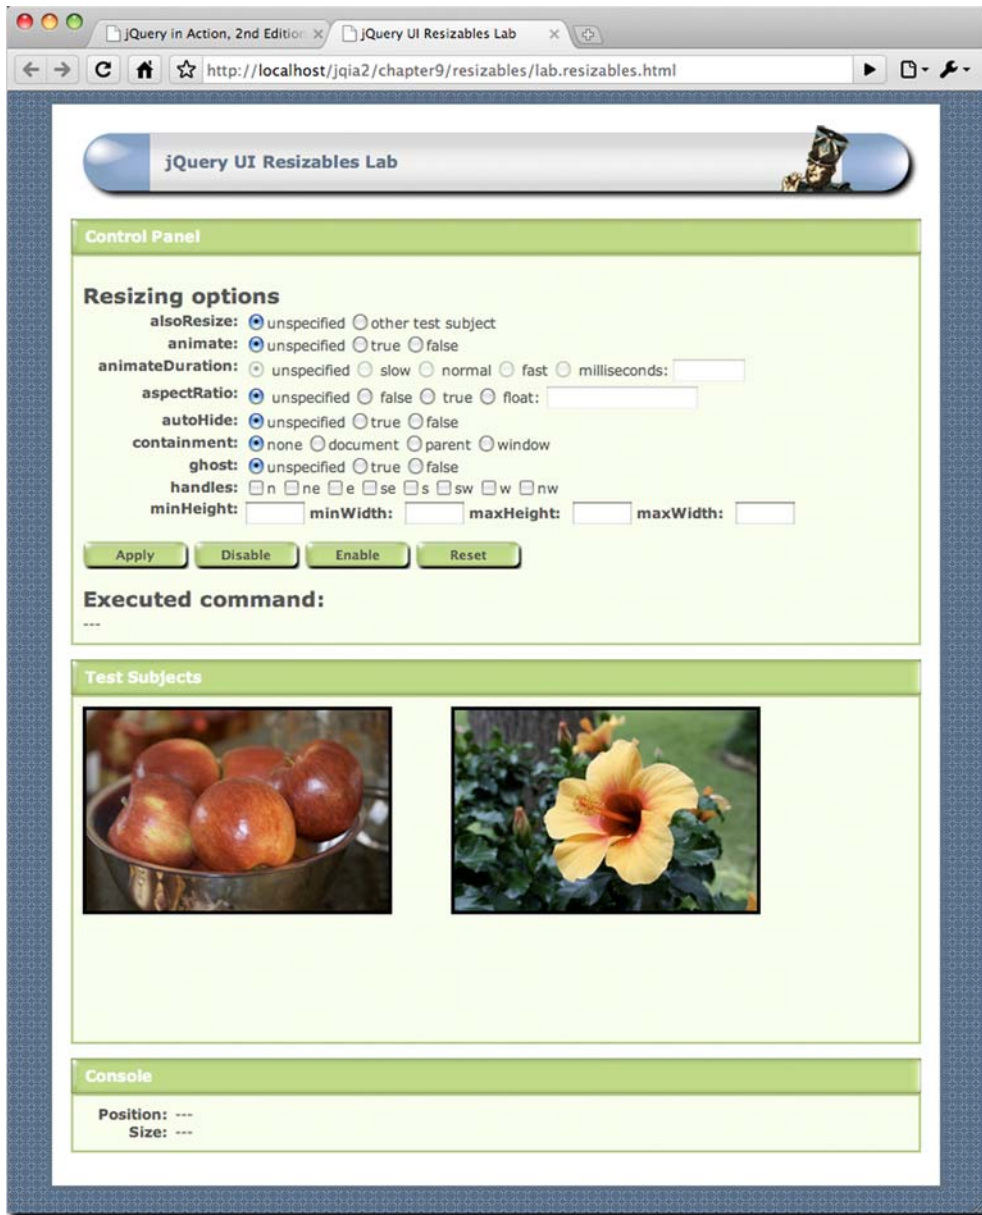 jQuery in Action, 2nd Edition
jQuery UI Resizables Lab
http://localhost/jqia2/chapter9/resizables/lab.resizables.html
jQuery UI Resizables Lab
Control Panel
Resizing options
alsoResize: unspecified other test subject
animate: unspecified true false
animateDuration: unspecified slow normal fast milliseconds:
aspectRatio: unspecified false true float:
autoHide: unspecified true false
containment: none document parent window
ghost: unspecified true false
handles: n ne e se s sw w nw
minHeight: minWidth: maxHeight: maxWidth:
Apply Disable Enable Reset
Executed command:
---
Test Subjects
Console
Position: ---
Size: ---